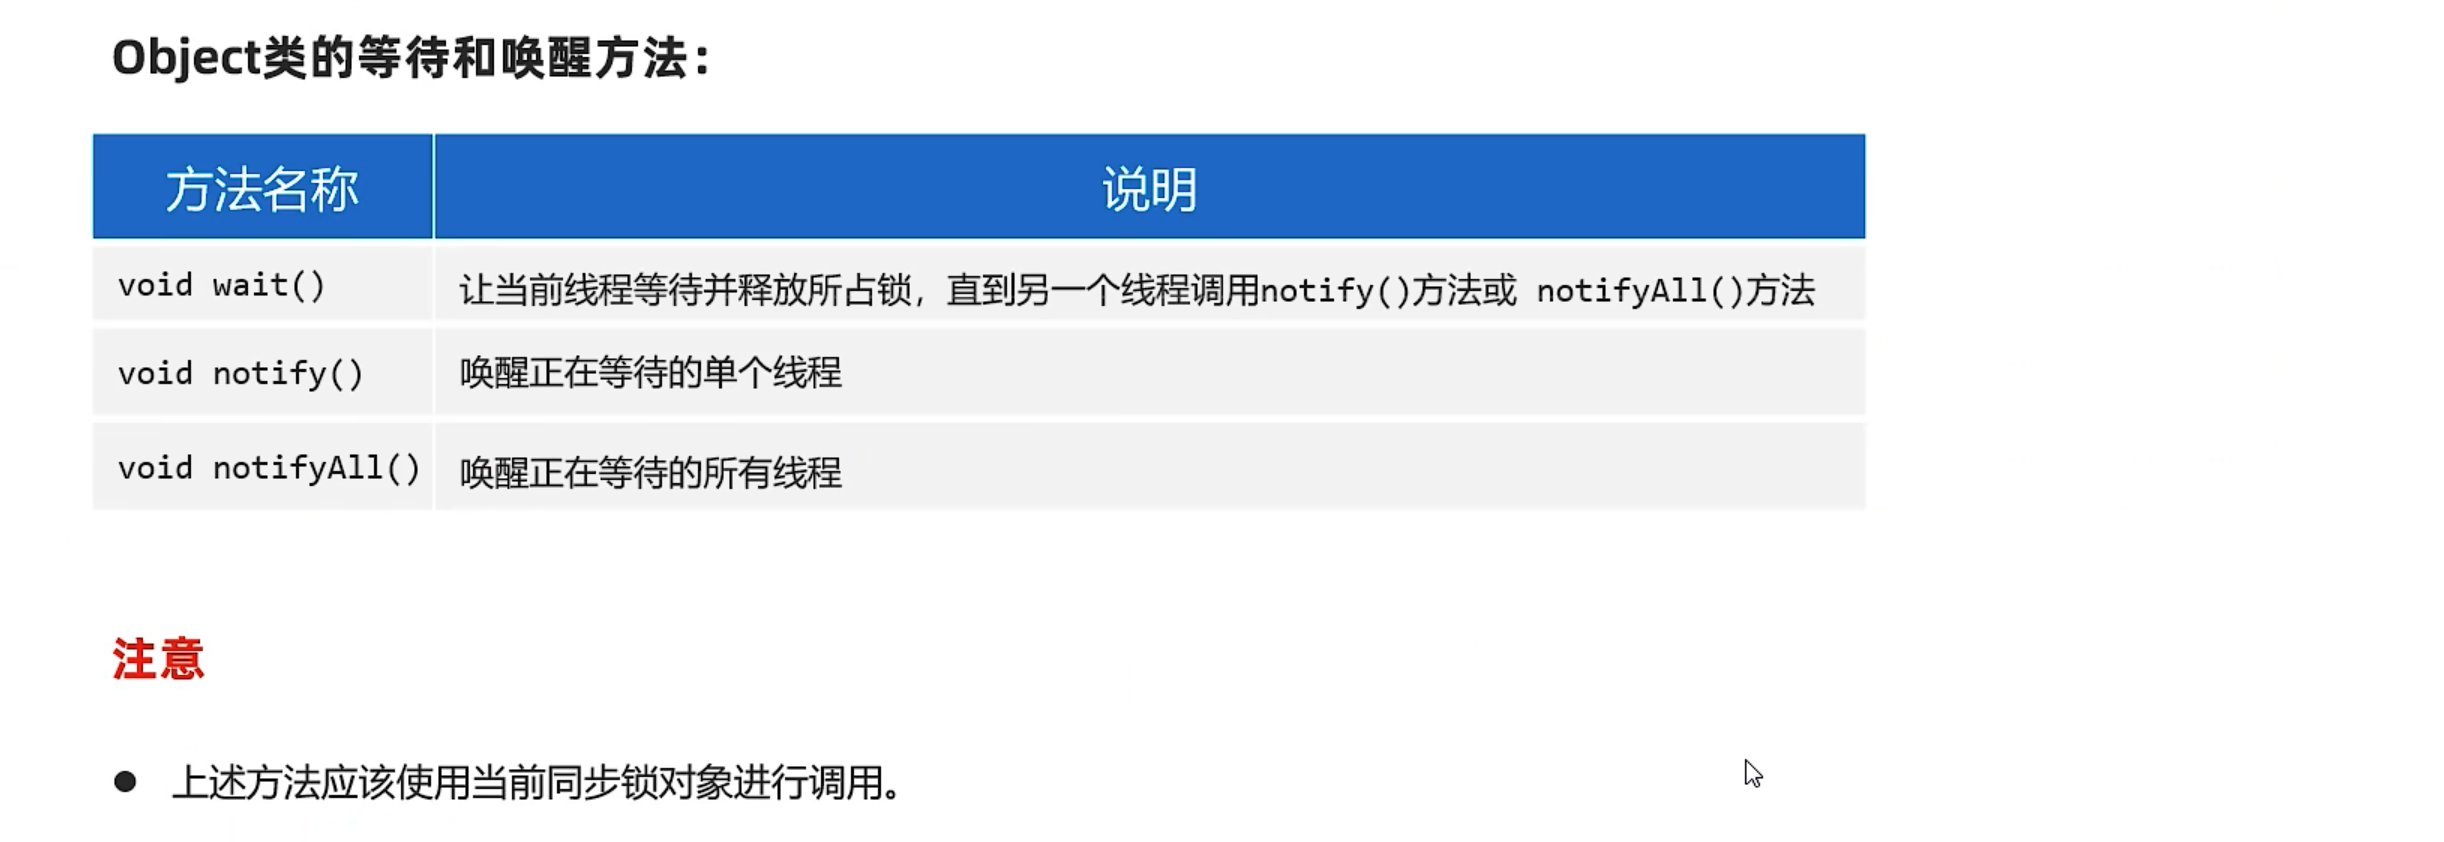 Object类的等待和唤醒方法：
方法名称 说明
void wait() 让当前线程等待并释放所占锁，直到另一个线程调用notify()方法或 notifyAll()方法
void notify() 唤醒正在等待的单个线程
void notifyAll() 唤醒正在等待的所有线程
注意
● 上述方法应该使用当前同步锁对象进行调用。